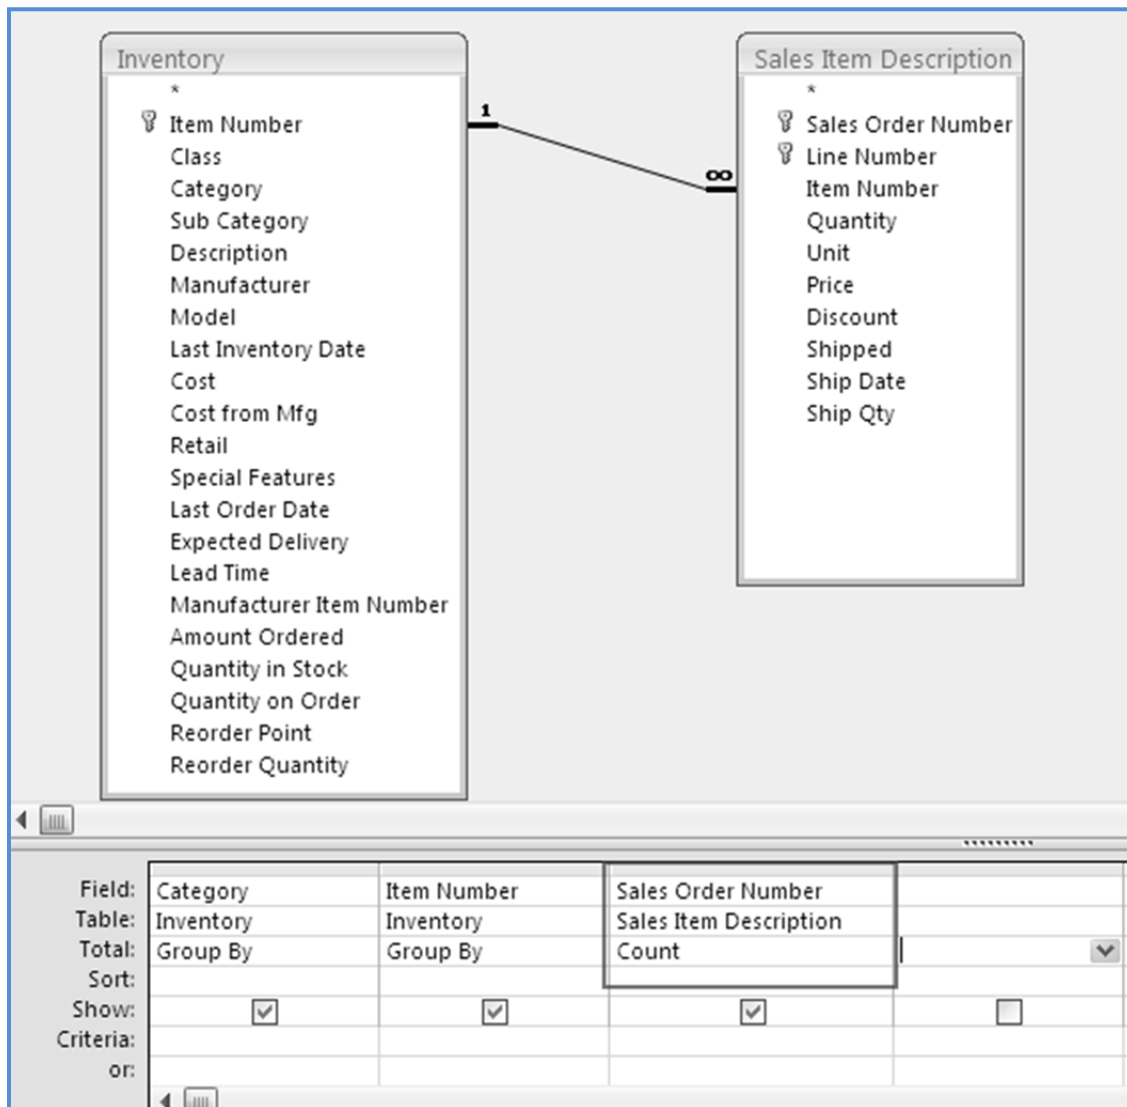 Inventory
*
Item Number
Class
Category
Sub Category
Description
Manufacturer
Model
Last Inventory Date
Cost
Cost from Mfg
Retail
Special Features
Last Order Date
Expected Delivery
Lead Time
Manufacturer Item Number
Amount Ordered
Quantity in Stock
Quantity on Order
Reorder Point
Reorder Quantity
1
∞
Sales Item Description
*
Sales Order Number
Line Number
Item Number
Quantity
Unit
Price
Discount
Shipped
Ship Date
Ship Qty
Field: Category Item Number Sales Order Number
Table: Inventory Inventory Sales Item Description
Total: Group By Group By Count
Sort:
Show:
Criteria:
or: